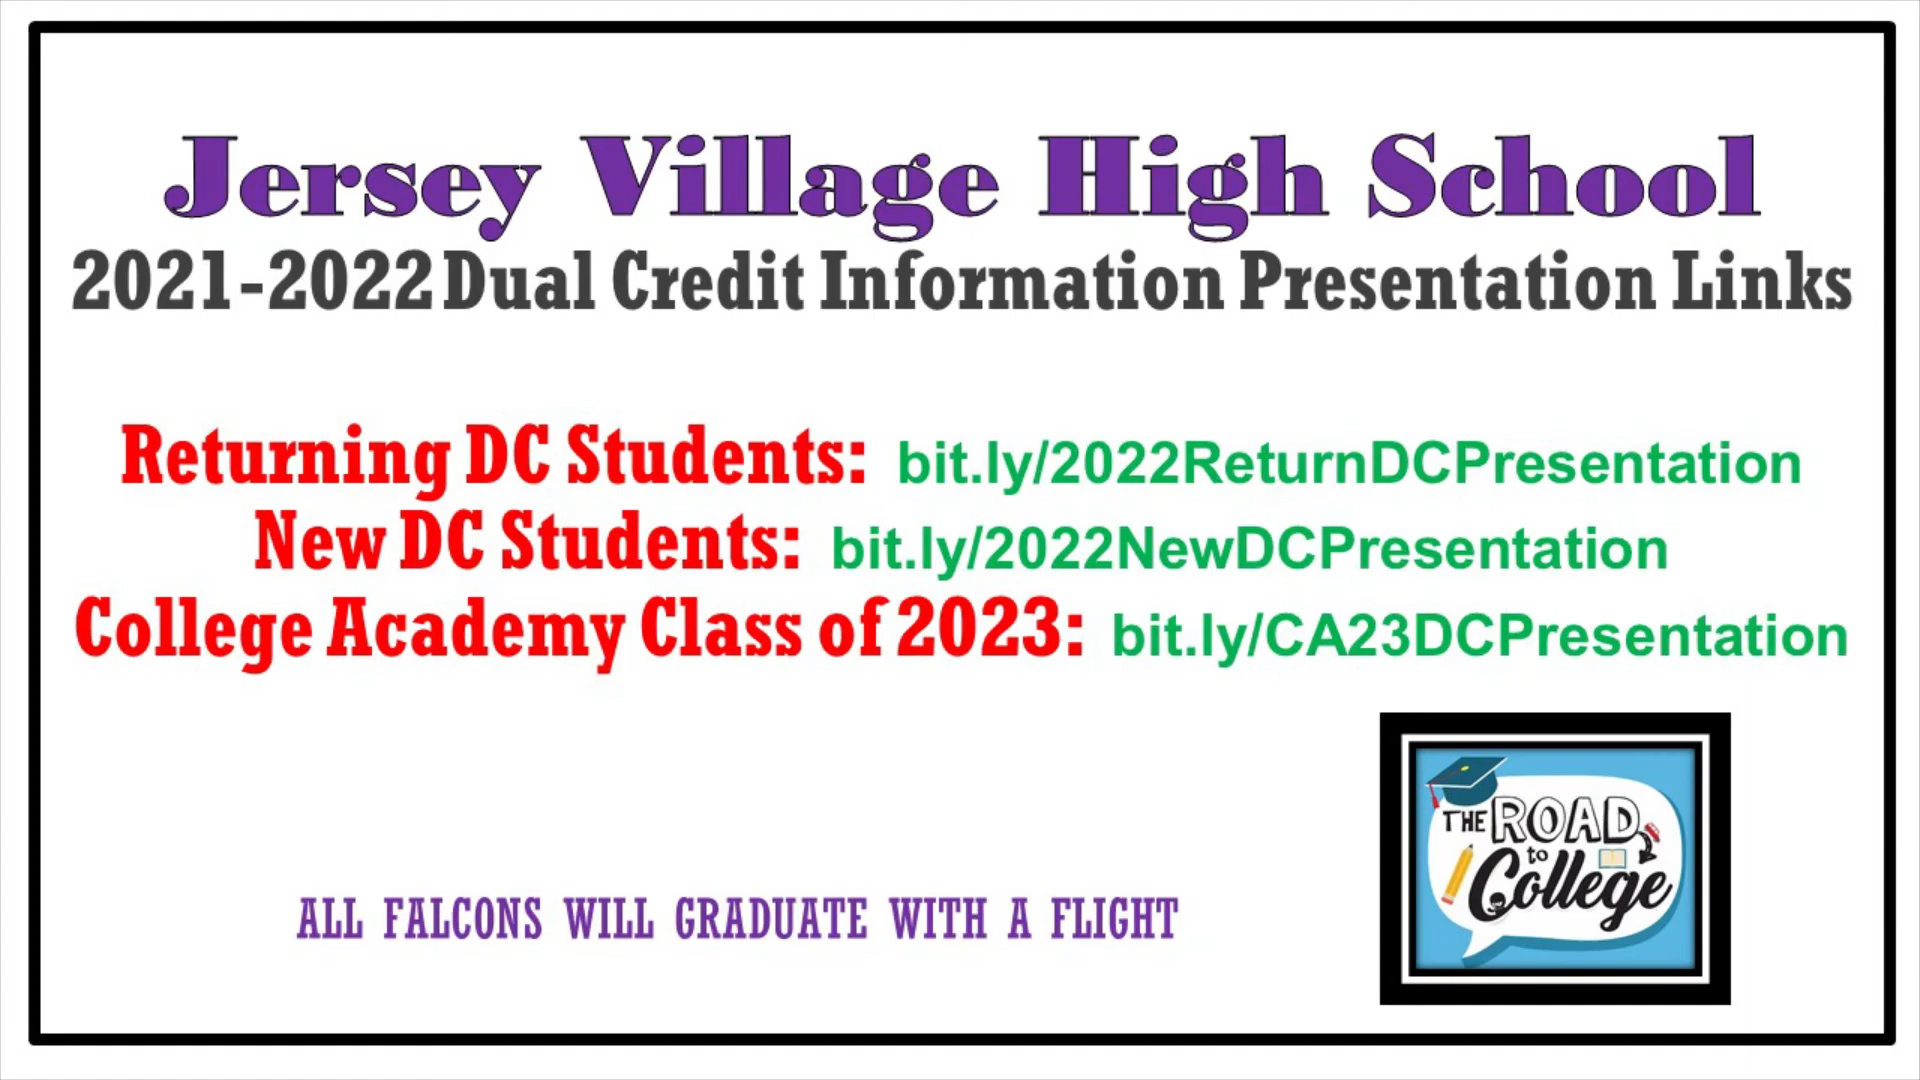 Jersey Village High School
2021-2022 Dual Credit Information Presentation Links
Returning DC Students: bit.ly/2022ReturnDCPresentation
New DC Students: bit.ly/2022NewDCPresentation
College Academy Class of 2023: bit.ly/CA23DCPresentation
THE ROAD
to
College
ALL FALCONS WILL GRADUATE WITH A FLIGHT